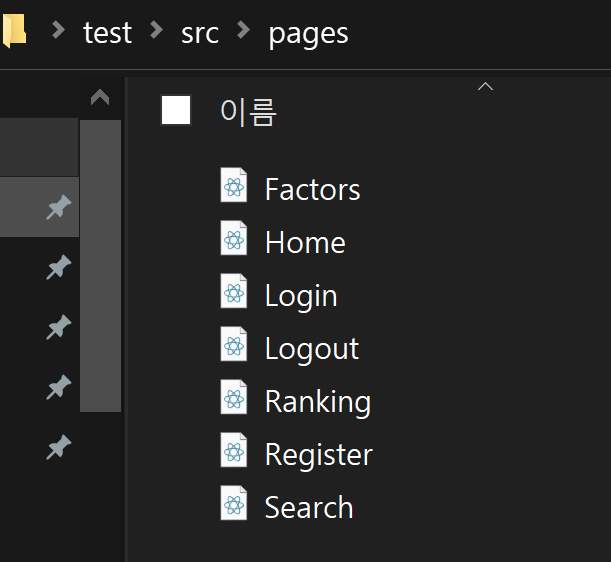 test src pages
이름
Factors
Home
Login
Logout
Ranking
Register
Search